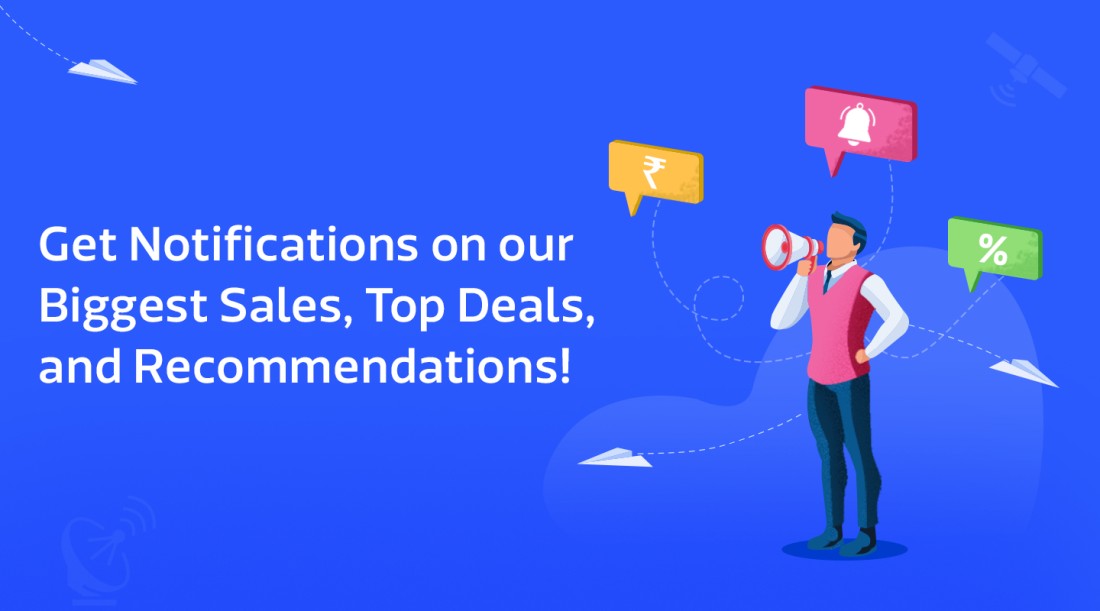 Get Notifications on our
Biggest Sales, Top Deals,
and Recommendations!
₹
%